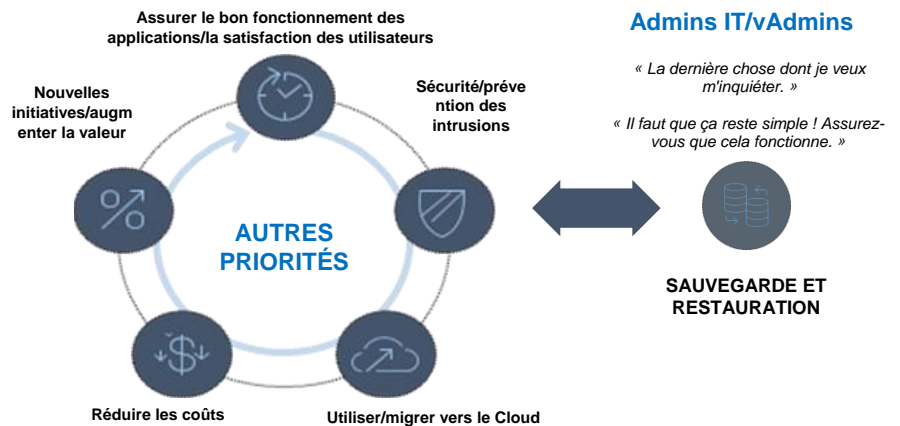 Assurer le bon fonctionnement des
applications/la satisfaction des utilisateurs
Nouvelles
initiatives/augm
enter la valeur
Sécurité/préve
ntion des
intrusions
AUTRES
PRIORITÉS
Réduire les coûts
Utiliser/migrer vers le Cloud
Admins IT/vAdmins
« La dernière chose dont je veux
m'inquiéter. »
« Il faut que ça reste simple ! Assurez-
vous que cela fonctionne. »
SAUVEGARDE ET
RESTAURATION